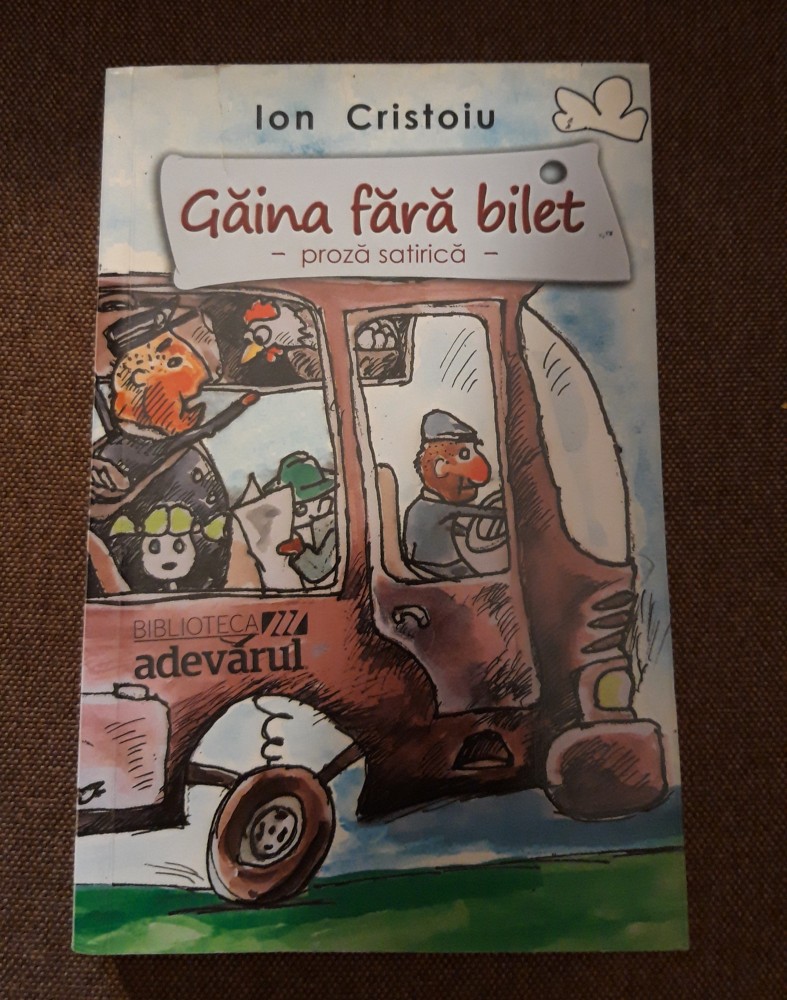 Ion Cristoiu
Găina fără bilet
- proză satirică -
BIBLIOTECA
adevărul